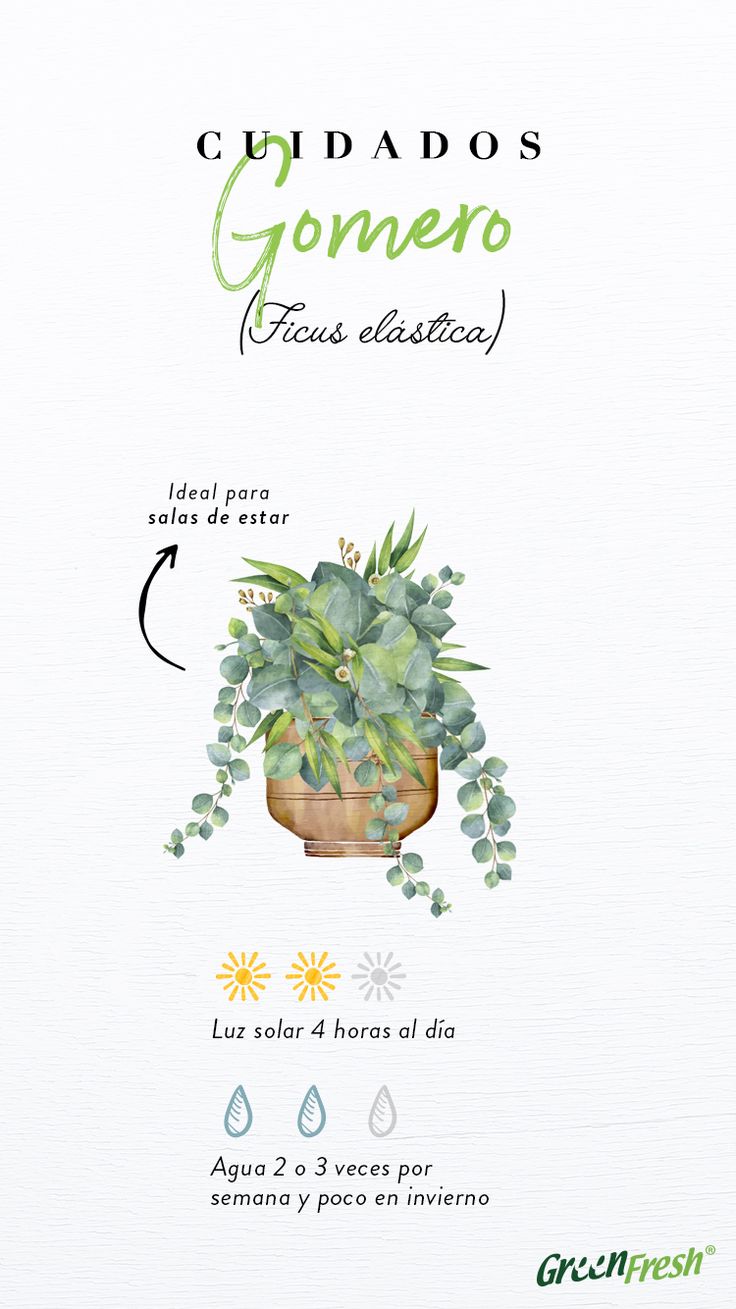 CUIDADOS
Gomero
(Ficus elástica)
Ideal para
salas de estar
Luz solar 4 horas al día
Agua 2 o 3 veces por
semana y poco en invierno
GreenFresh®